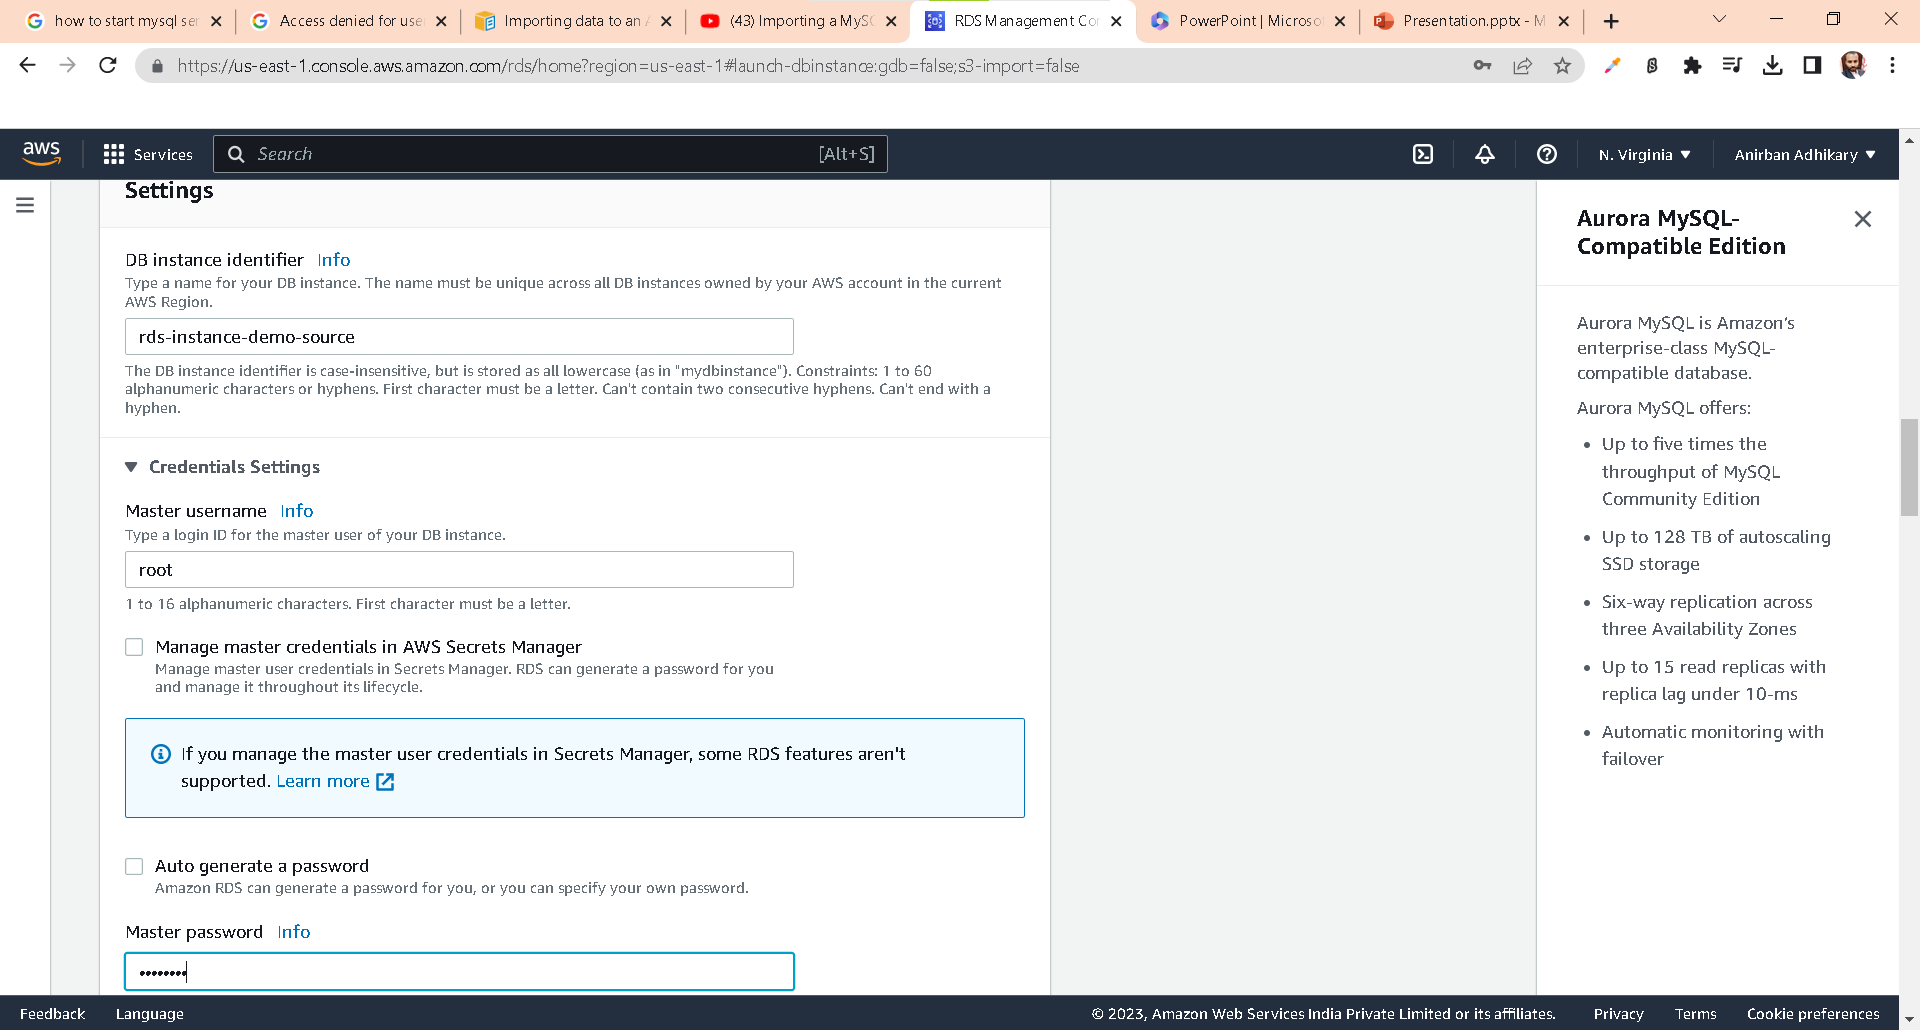 how to start mysql ser
Access denied for use
Importing data to an A
(43) Importing a MySQ
RDS Management Co
PowerPoint | Microso
Presentation.pptx - M
https://us-east-1.console.aws.amazon.com/rds/home?region=us-east-1#launch-dbinstance:gdb=false;s3-import=false
aws
Services
Search
[Alt+S]
N. Virginia
Anirban Adhikary
Settings
DB instance identifier Info
Type a name for your DB instance. The name must be unique across all DB instances owned by your AWS account in the current
AWS Region.
rds-instance-demo-source
The DB instance identifier is case-insensitive, but is stored as all lowercase (as in "mydbinstance"). Constraints: 1 to 60
alphanumeric characters or hyphens. First character must be a letter. Can't contain two consecutive hyphens. Can't end with a
hyphen.
Credentials Settings
Master username Info
Type a login ID for the master user of your DB instance.
root
1 to 16 alphanumeric characters. First character must be a letter.
Manage master credentials in AWS Secrets Manager
Manage master user credentials in Secrets Manager. RDS can generate a password for you
and manage it throughout its lifecycle.
If you manage the master user credentials in Secrets Manager, some RDS features aren't
supported. Learn more
Auto generate a password
Amazon RDS can generate a password for you, or you can specify your own password.
Master password Info
••••••••
Aurora MySQL-
Compatible Edition
Aurora MySQL is Amazon's
enterprise-class MySQL-
compatible database.
Aurora MySQL offers:
• Up to five times the
throughput of MySQL
Community Edition
• Up to 128 TB of autoscaling
SSD storage
• Six-way replication across
three Availability Zones
• Up to 15 read replicas with
replica lag under 10-ms
• Automatic monitoring with
failover
Feedback
Language
© 2023, Amazon Web Services India Private Limited or its affiliates.
Privacy
Terms
Cookie preferences